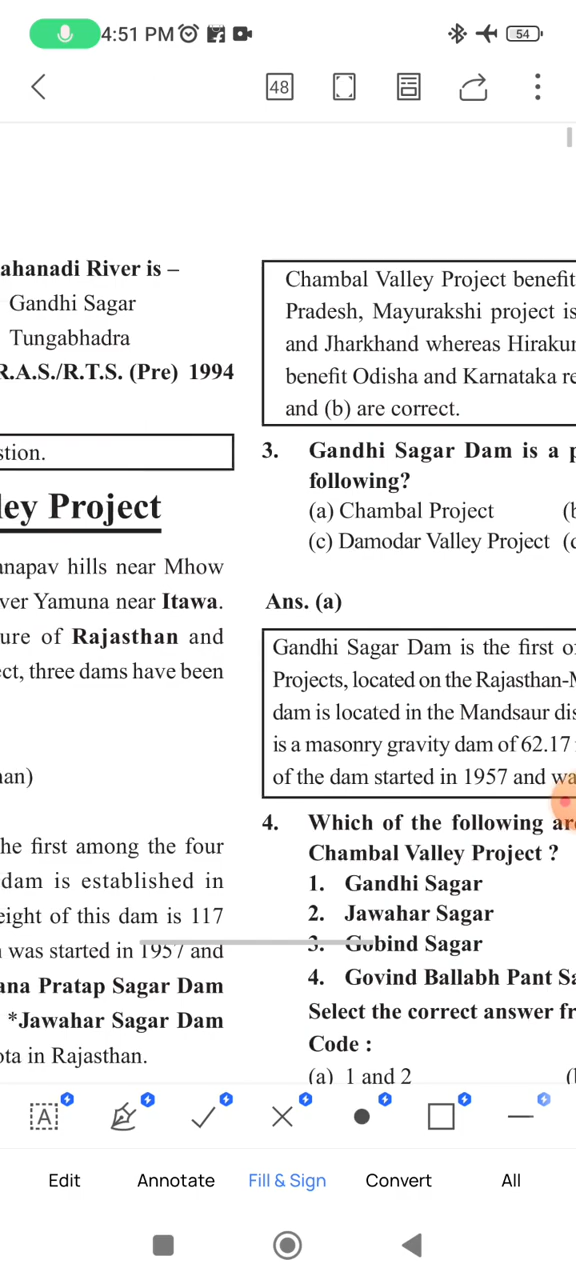 4:51 PM
54
48
ahanadi River is –
Gandhi Sagar
Tungabhadra
R.A.S./R.T.S. (Pre) 1994
stion.
ley Project
anapav hills near Mhow
ver Yamuna near Itawa.
ure of Rajasthan and
ct, three dams have been
an)
he first among the four
dam is established in
eight of this dam is 117
was started in 1957 and
ana Pratap Sagar Dam
*Jawahar Sagar Dam
ota in Rajasthan.
Chambal Valley Project benefit
Pradesh, Mayurakshi project is
and Jharkhand whereas Hiraku
benefit Odisha and Karnataka re
and (b) are correct.
3. Gandhi Sagar Dam is a p
following?
(a) Chambal Project (b
(c) Damodar Valley Project (d
Ans. (a)
Gandhi Sagar Dam is the first o
Projects, located on the Rajasthan-M
dam is located in the Mandsaur dis
is a masonry gravity dam of 62.17
of the dam started in 1957 and wa
4. Which of the following ar
Chambal Valley Project ?
1. Gandhi Sagar
2. Jawahar Sagar
3. Gobind Sagar
4. Govind Ballabh Pant Sa
Select the correct answer fr
Code :
(a) 1 and 2 (b
A
Edit Annotate Fill & Sign Convert All